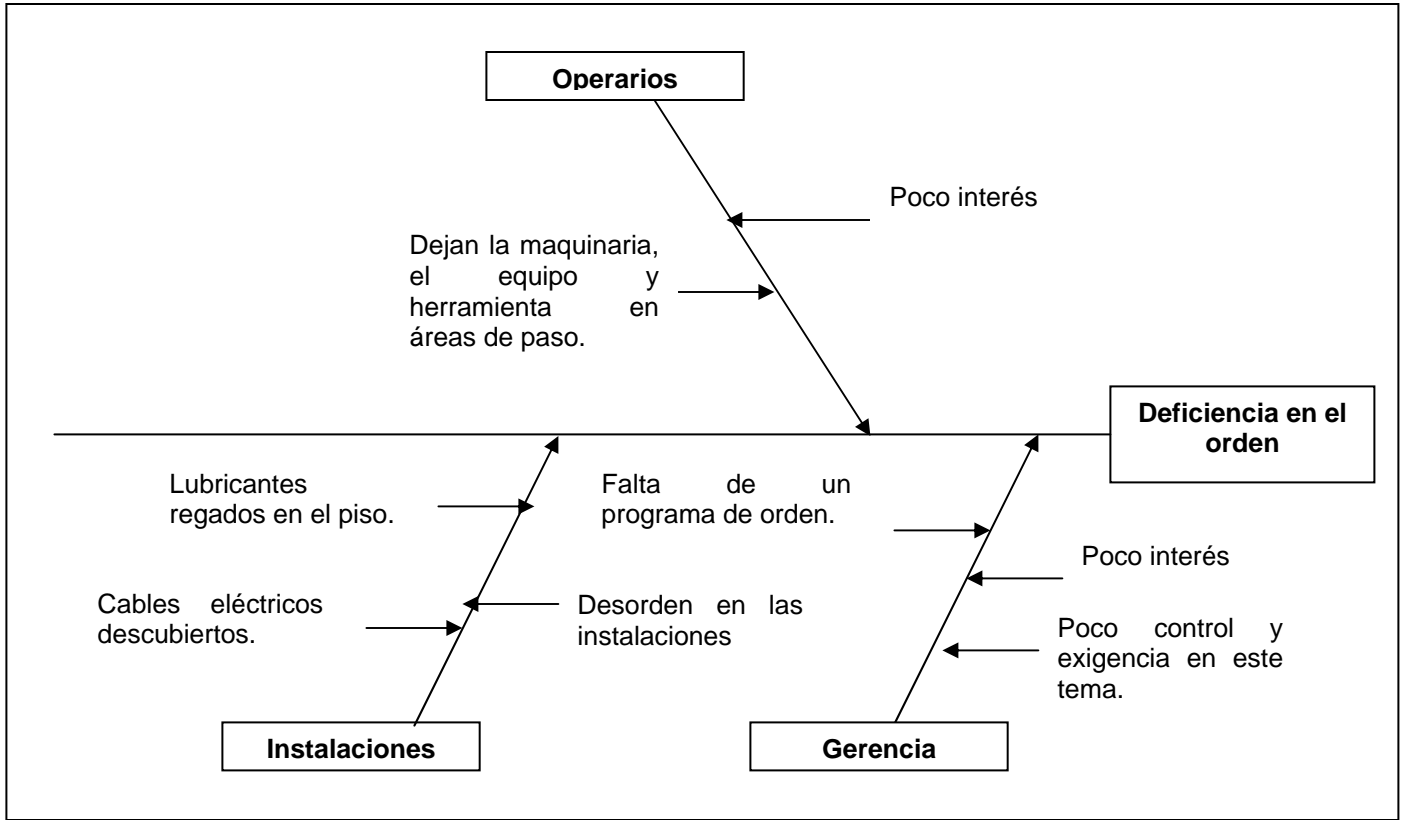 Operarios
Poco interés
Dejan la maquinaria,
el equipo y
herramienta en
áreas de paso.
Deficiencia en el
orden
Lubricantes
regados en el piso.
Falta de un
programa de orden.
Poco interés
Cables eléctricos
descubiertos.
Desorden en las
instalaciones
Poco control y
exigencia en este
tema.
Instalaciones
Gerencia